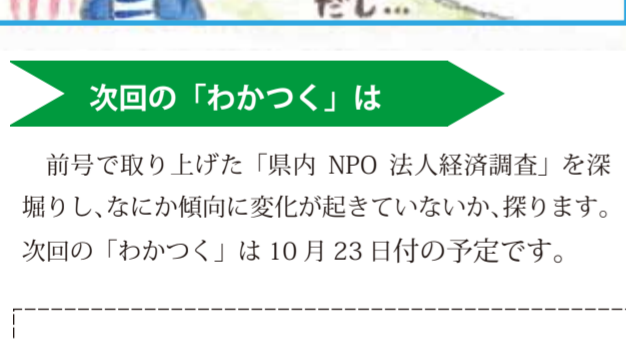 だし…
次回の「わかつく」は
前号で取り上げた「県内 NPO 法人経済調査」を深
堀りし、なにか傾向に変化が起きていないか、探ります。
次回の「わかつく」は 10 月 23 日付の予定です。